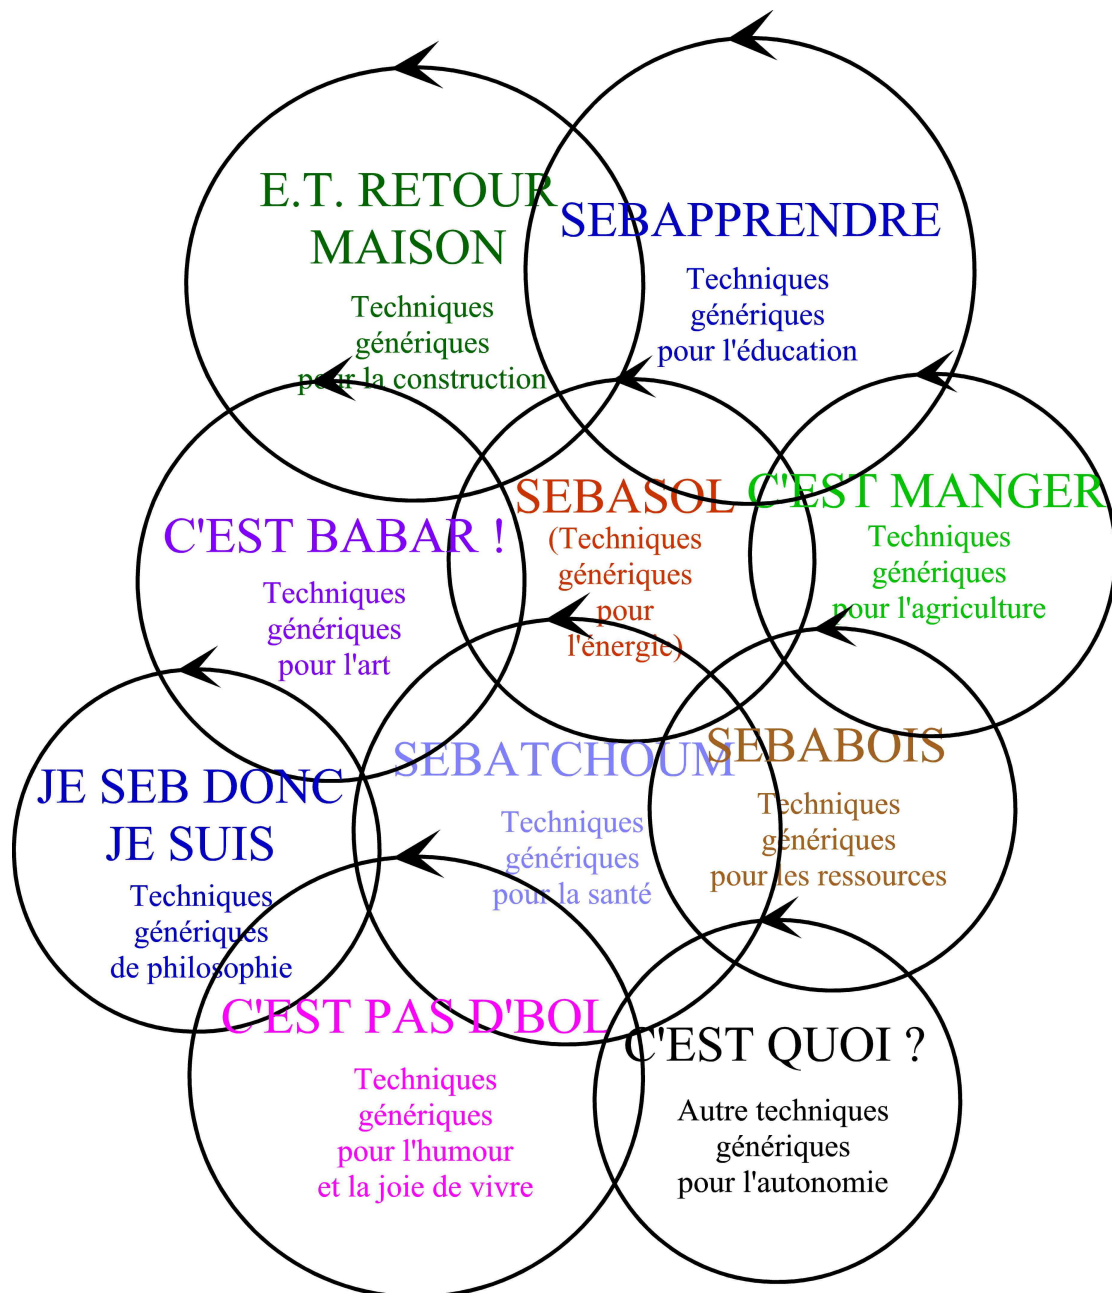 E.T. RETOUR
MAISON
Techniques
génériques
pour la construction
SEBAPPRENDRE
Techniques
génériques
pour l'éducation
C'EST BABAR !
Techniques
génériques
pour l'art
SEBASOL
(Techniques
génériques
pour
l'énergie)
C'EST MANGER
Techniques
génériques
pour l'agriculture
JE SEB DONC
JE SUIS
Techniques
génériques
de philosophie
SEBATCHOUM
Techniques
génériques
pour la santé
SEBABOIS
Techniques
génériques
pour les ressources
C'EST PAS D'BOL
Techniques
génériques
pour l'humour
et la joie de vivre
C'EST QUOI ?
Autre techniques
génériques
pour l'autonomie